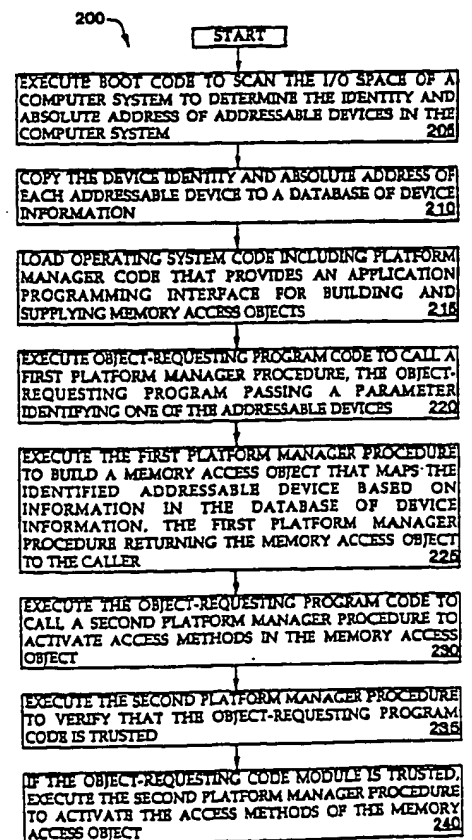 200
START
EXECUTE BOOT CODE TO SCAN THE I/O SPACE OF A
COMPUTER SYSTEM TO DETERMINE THE IDENTITY AND
ABSOLUTE ADDRESS OF ADDRESSABLE DEVICES IN THE
COMPUTER SYSTEM 205
COPY THE DEVICE IDENTITY AND ABSOLUTE ADDRESS OF
EACH ADDRESSABLE DEVICE TO A DATABASE OF DEVICE
INFORMATION 210
LOAD OPERATING SYSTEM CODE INCLUDING PLATFORM
MANAGER CODE THAT PROVIDES AN APPLICATION
PROGRAMMING INTERFACE FOR BUILDING AND
SUPPLYING MEMORY ACCESS OBJECTS 215
EXECUTE OBJECT-REQUESTING PROGRAM CODE TO CALL A
FIRST PLATFORM MANAGER PROCEDURE, THE OBJECT-
REQUESTING PROGRAM PASSING A PARAMETER
IDENTIFYING ONE OF THE ADDRESSABLE DEVICES 220
EXECUTE THE FIRST PLATFORM MANAGER PROCEDURE
TO BUILD A MEMORY ACCESS OBJECT THAT MAPS THE
IDENTIFIED ADDRESSABLE DEVICE BASED ON
INFORMATION IN THE DATABASE OF DEVICE
INFORMATION, THE FIRST PLATFORM MANAGER
PROCEDURE RETURNING THE MEMORY ACCESS OBJECT
TO THE CALLER 225
EXECUTE THE OBJECT-REQUESTING PROGRAM CODE TO
CALL A SECOND PLATFORM MANAGER PROCEDURE TO
ACTIVATE ACCESS METHODS IN THE MEMORY ACCESS
OBJECT 230
EXECUTE THE SECOND PLATFORM MANAGER PROCEDURE
TO VERIFY THAT THE OBJECT-REQUESTING PROGRAM
CODE IS TRUSTED 235
IF THE OBJECT-REQUESTING CODE MODULE IS TRUSTED,
EXECUTE THE SECOND PLATFORM MANAGER PROCEDURE
TO ACTIVATE THE ACCESS METHODS OF THE MEMORY
ACCESS OBJECT 240